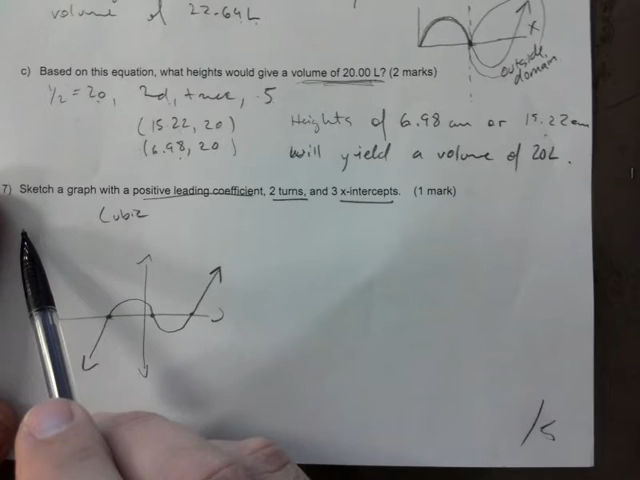 volume of 22.64L
x
outside domain
c) Based on this equation, what heights would give a volume of 20.00 L? (2 marks)
Y2 = 20, 2nd, trace, 5
(15.22, 20) Heights of 6.98 cm or 15.22 cm
(6.98, 20) will yield a volume of 20L.
7) Sketch a graph with a positive leading coefficient, 2 turns, and 3 x-intercepts. (1 mark)
Cubic
/5